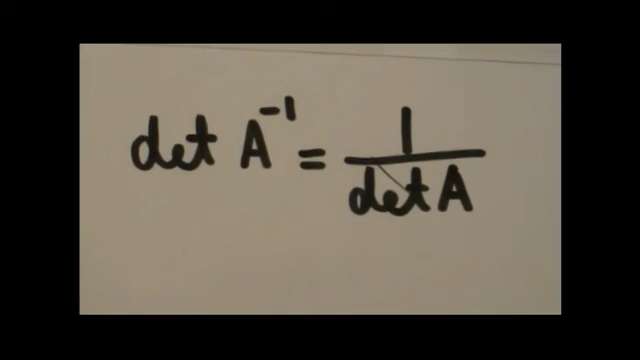 det A⁻¹ = 1/det A